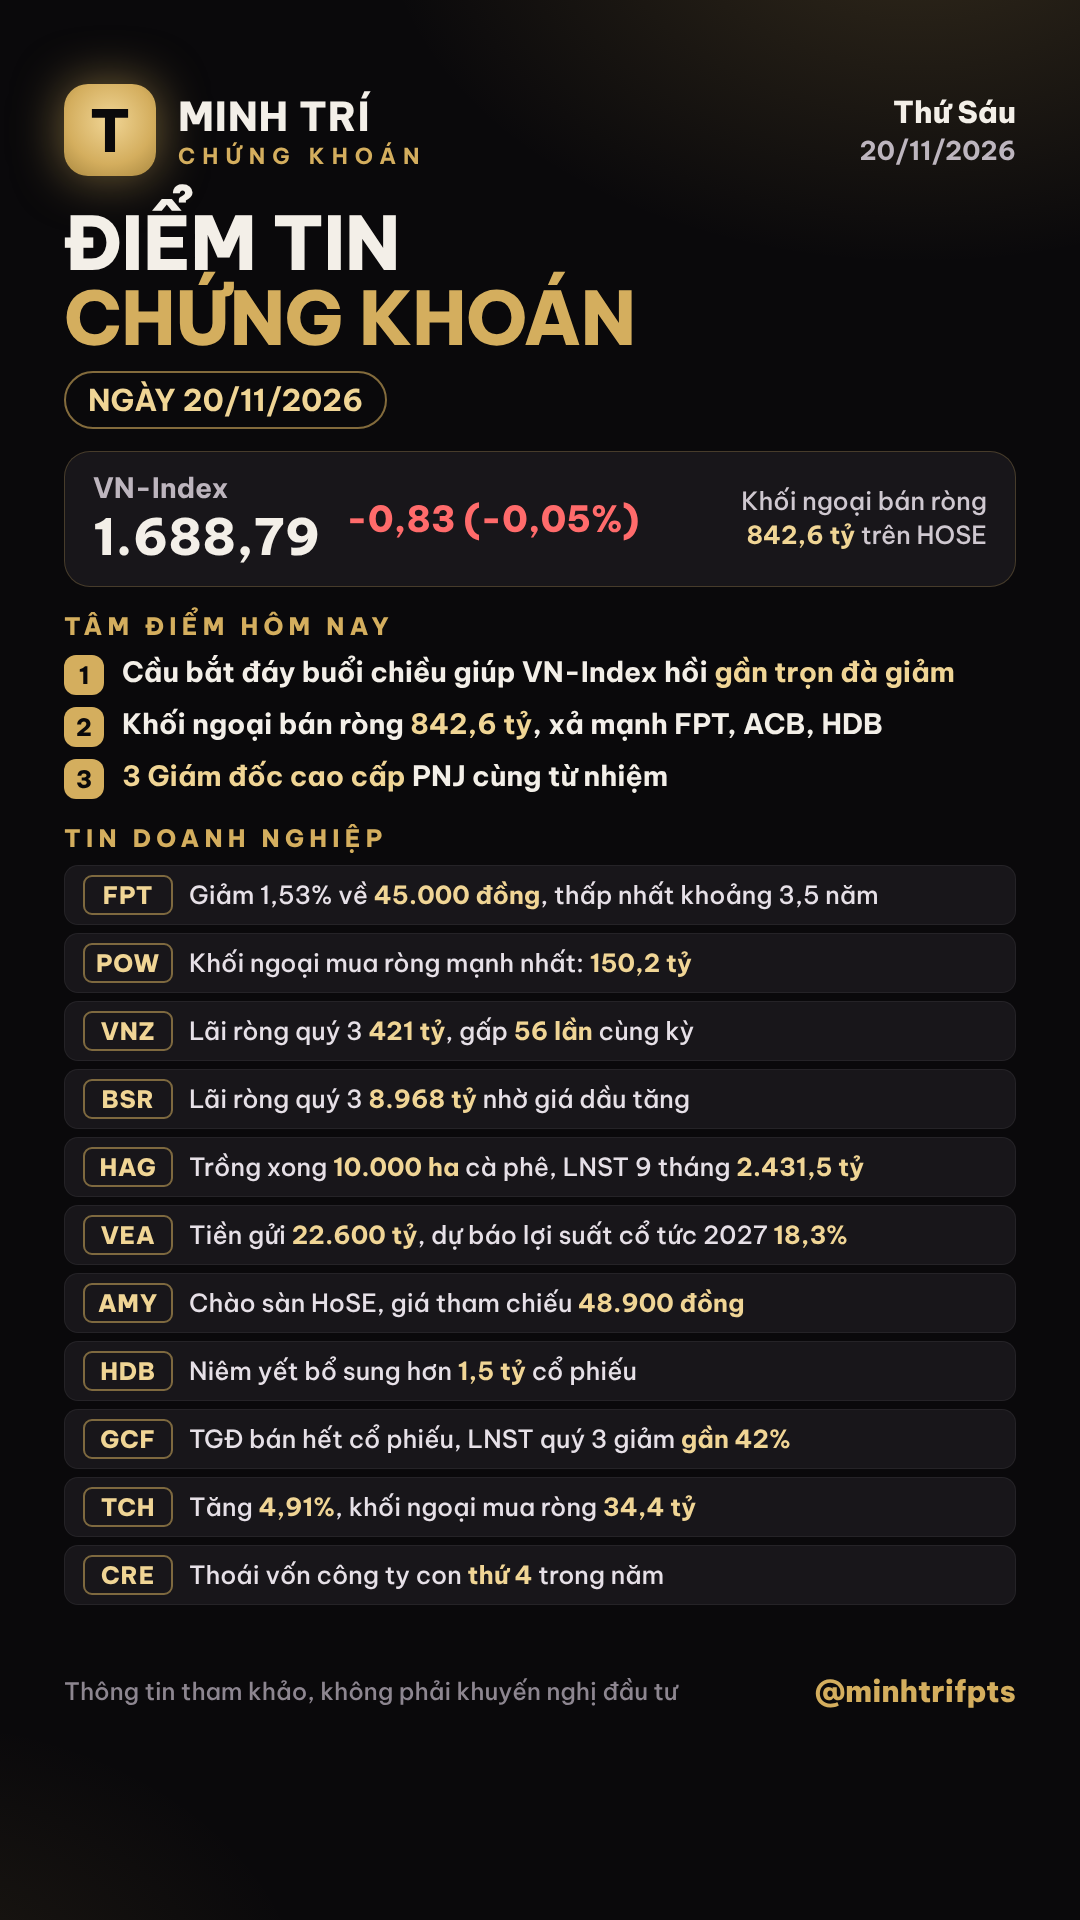 T
MINH TRÍ
CHỨNG KHOÁN
Thứ Sáu
20/11/2026
ĐIỂM TIN
CHỨNG KHOÁN
NGÀY 20/11/2026
VN-Index
1.688,79
-0,83 (-0,05%)
Khối ngoại bán ròng
842,6 tỷ trên HOSE
TÂM ĐIỂM HÔM NAY
1 Cầu bắt đáy buổi chiều giúp VN-Index hồi gần trọn đà giảm
2 Khối ngoại bán ròng 842,6 tỷ, xả mạnh FPT, ACB, HDB
3 3 Giám đốc cao cấp PNJ cùng từ nhiệm
TIN DOANH NGHIỆP
FPT Giảm 1,53% về 45.000 đồng, thấp nhất khoảng 3,5 năm
POW Khối ngoại mua ròng mạnh nhất: 150,2 tỷ
VNZ Lãi ròng quý 3 421 tỷ, gấp 56 lần cùng kỳ
BSR Lãi ròng quý 3 8.968 tỷ nhờ giá dầu tăng
HAG Trồng xong 10.000 ha cà phê, LNST 9 tháng 2.431,5 tỷ
VEA Tiền gửi 22.600 tỷ, dự báo lợi suất cổ tức 2027 18,3%
AMY Chào sàn HoSE, giá tham chiếu 48.900 đồng
HDB Niêm yết bổ sung hơn 1,5 tỷ cổ phiếu
GCF TGĐ bán hết cổ phiếu, LNST quý 3 giảm gần 42%
TCH Tăng 4,91%, khối ngoại mua ròng 34,4 tỷ
CRE Thoái vốn công ty con thứ 4 trong năm
Thông tin tham khảo, không phải khuyến nghị đầu tư
@minhtrifpts